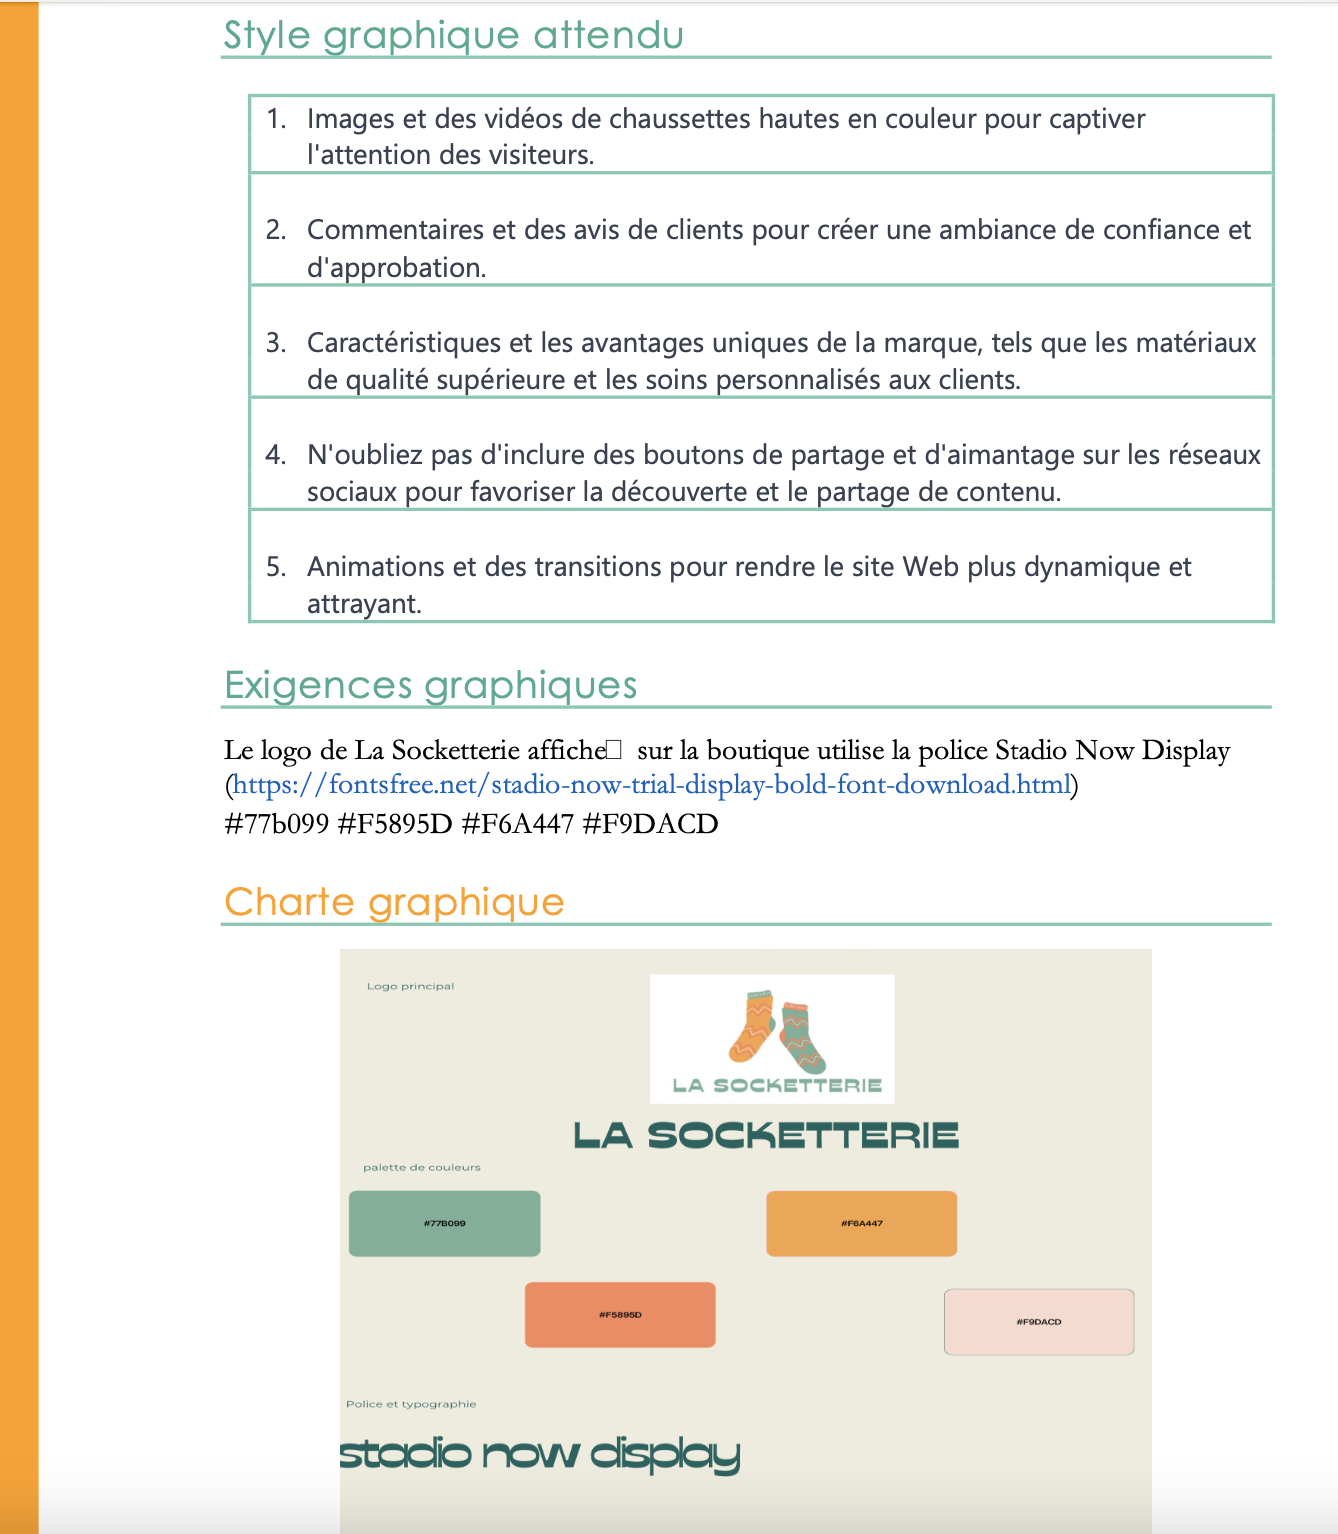 Style graphique attendu
1. Images et des vidéos de chaussettes hautes en couleur pour captiver
l'attention des visiteurs.
2. Commentaires et des avis de clients pour créer une ambiance de confiance et
d'approbation.
3. Caractéristiques et les avantages uniques de la marque, tels que les matériaux
de qualité supérieure et les soins personnalisés aux clients.
4. N'oubliez pas d'inclure des boutons de partage et d'aimantage sur les réseaux
sociaux pour favoriser la découverte et le partage de contenu.
5. Animations et des transitions pour rendre le site Web plus dynamique et
attrayant.
Exigences graphiques
Le logo de La Socketterie affiche□ sur la boutique utilise la police Stadio Now Display
(https://fontsfree.net/stadio-now-trial-display-bold-font-download.html)
#77b099 #F5895D #F6A447 #F9DACD
Charte graphique
Logo principal
LA SOCKETTERIE
LA SOCKETTERIE
palette de couleurs
#77B099
#F6A447
#F5895D
#F9DACD
Police et typographie
stadio now display